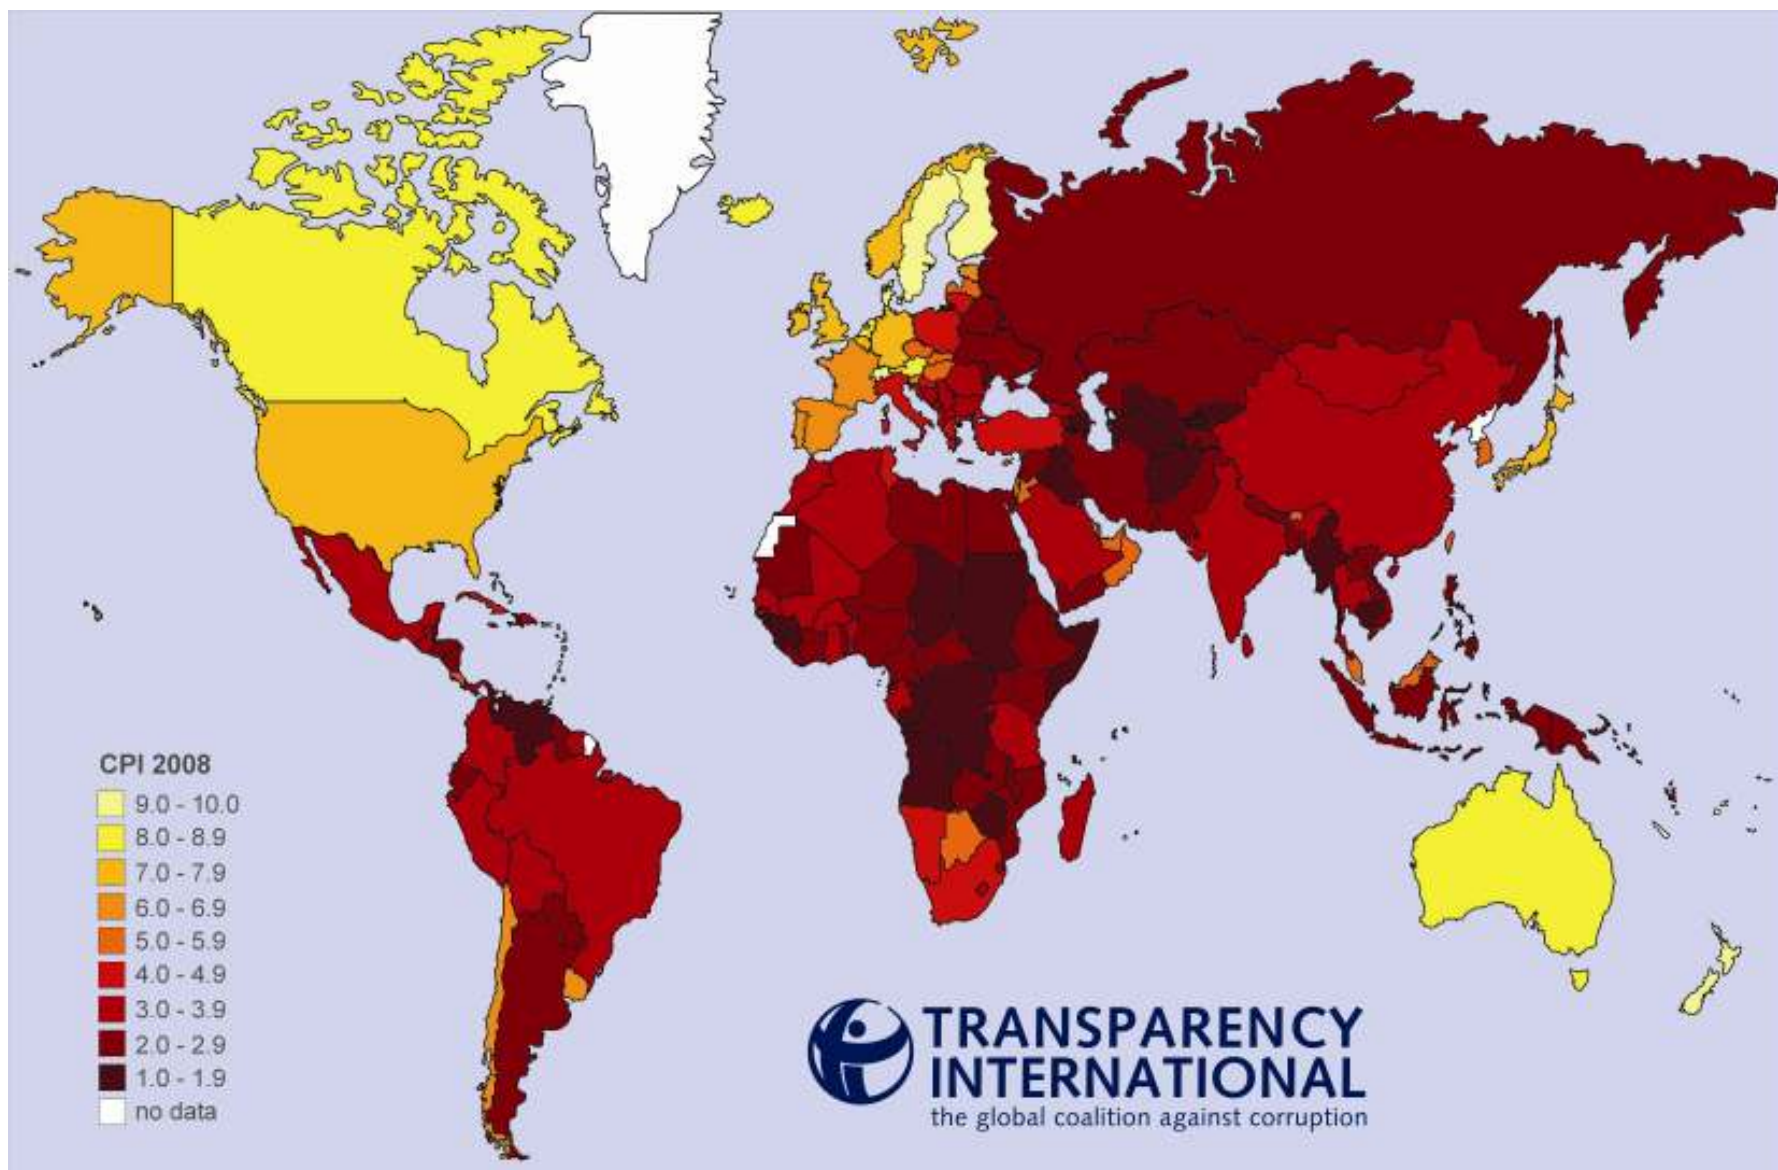 CPI 2008
9.0 - 10.0
8.0 - 8.9
7.0 - 7.9
6.0 - 6.9
5.0 - 5.9
4.0 - 4.9
3.0 - 3.9
2.0 - 2.9
1.0 - 1.9
no data
TRANSPARENCY
INTERNATIONAL
the global coalition against corruption